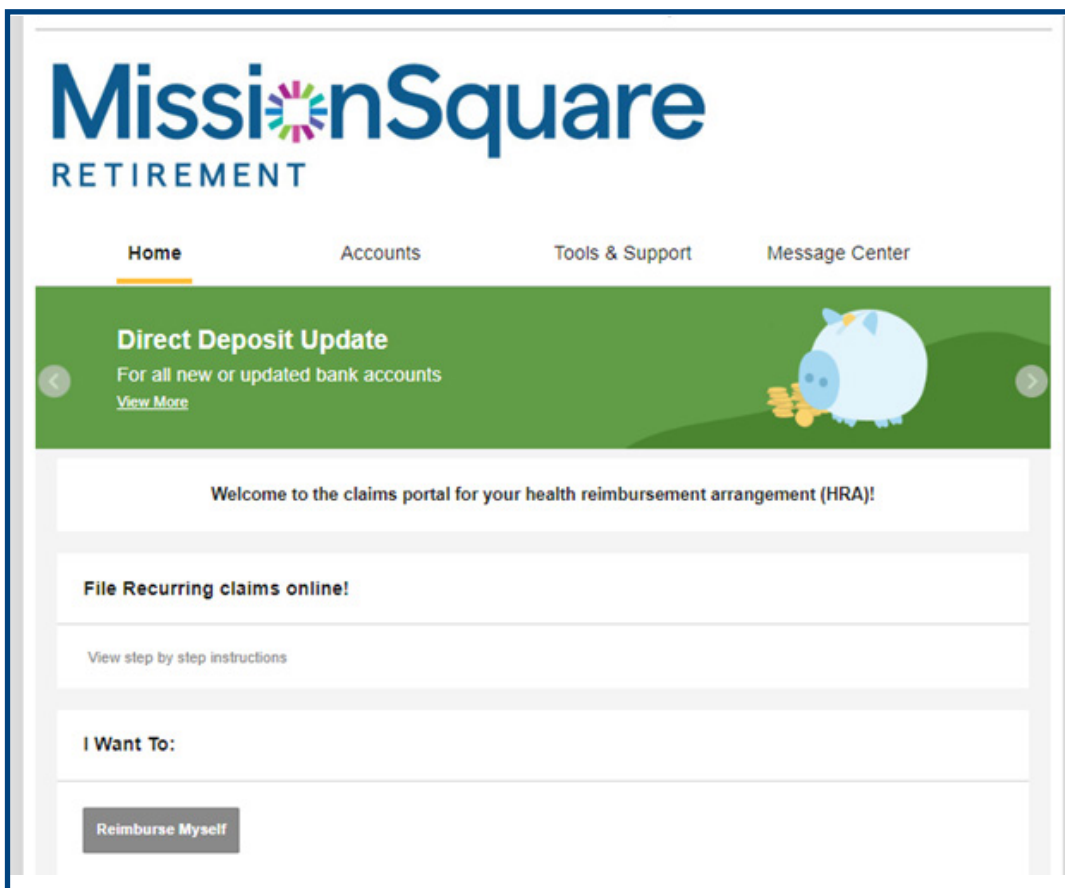 MissionSquare
RETIREMENT
Home Accounts Tools & Support Message Center
Direct Deposit Update
For all new or updated bank accounts
View More
Welcome to the claims portal for your health reimbursement arrangement (HRA)!
File Recurring claims online!
View step by step instructions
I Want To:
Reimburse Myself